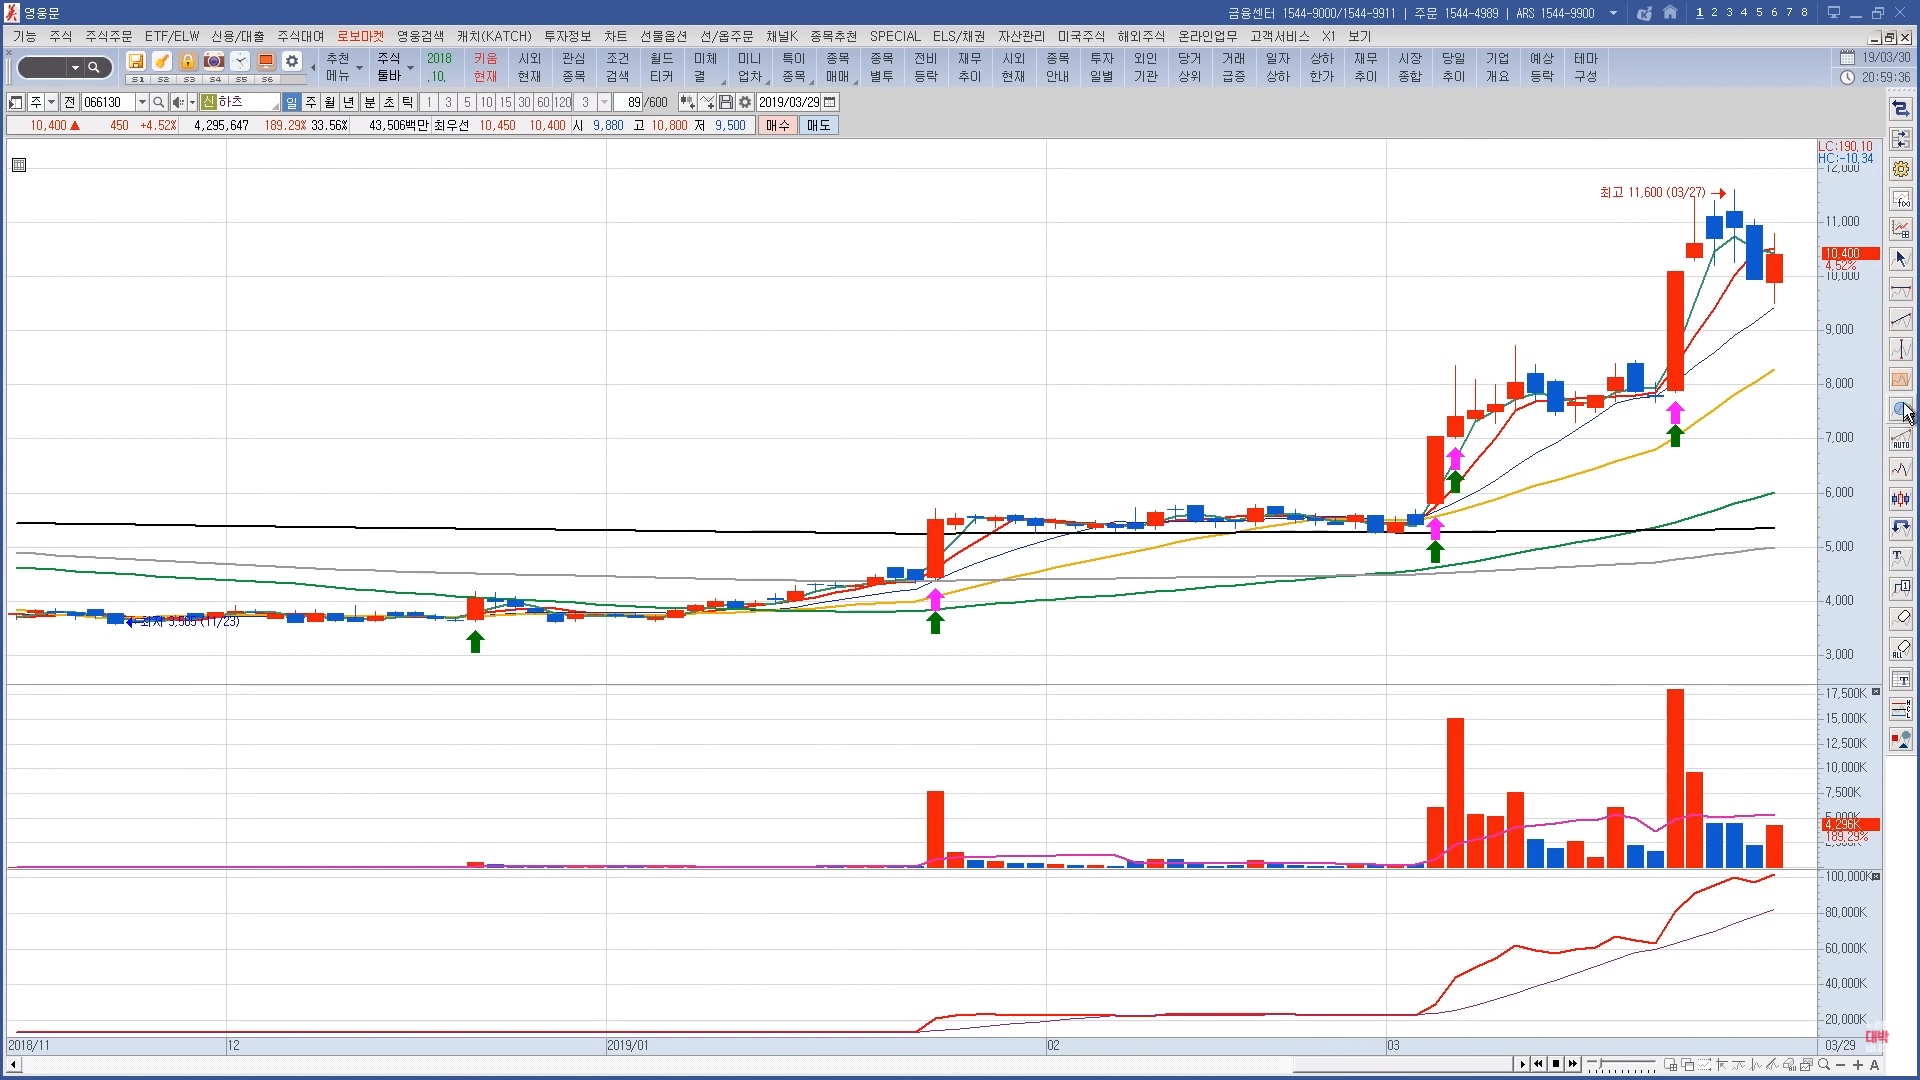 영웅문
금융센터 1544-9000/1544-9911 | 주문 1544-4989 | ARS 1544-9900
1 2 3 4 5 6 7 8
기능 주식 주식주문 ETF/ELW 신용/대출 주식대여 로보마켓 영웅검색 캐치(KATCH) 투자정보 차트 선물옵션 선/옵주문 채널K 종목추천 SPECIAL ELS/채권 자산관리 미국주식 해외주식 온라인업무 고객서비스 X1 보기
추천 주식 2018 키움 시외 관심 조건 월드 미체 미니 특이 종목 종목 전비 재무 시외 종목 투자 외인 당거 거래 일자 상하 재무 시장 당일 기업 예상 테마
메뉴 툴바 .10. 현재 현재 종목 검색 티커 결 업차 종목 매매 별투 등락 추이 현재 안내 일별 기관 상위 급증 상하 한가 추이 종합 추이 개요 등락 구성
S1 S2 S3 S4 S5 S6
19/03/30
20:59:36
주 전 066130 신 하츠 일 주 월 년 분 초 틱 1 3 5 10 15 30 60 120 3 89 /600 2019/03/29
10,400 ▲ 450 +4.52% 4,295,647 189.29% 33.56% 43,506백만 최우선 10,450 10,400 시 9,880 고 10,800 저 9,500 매수 매도
LC:190.10
HC:-10.34
12,000
최고 11,600 (03/27) →
11,000
10,400
4.52%
10,000
9,000
8,000
7,000
6,000
5,000
4,000
← 최저 3,585 (11/23)
3,000
17,500K
15,000K
12,500K
10,000K
7,500K
5,000K
4,296K
189.29%
100,000K
80,000K
60,000K
40,000K
20,000K
대박
2018/11 12 2019/01 02 03 03/29
AUTO
ALL
A